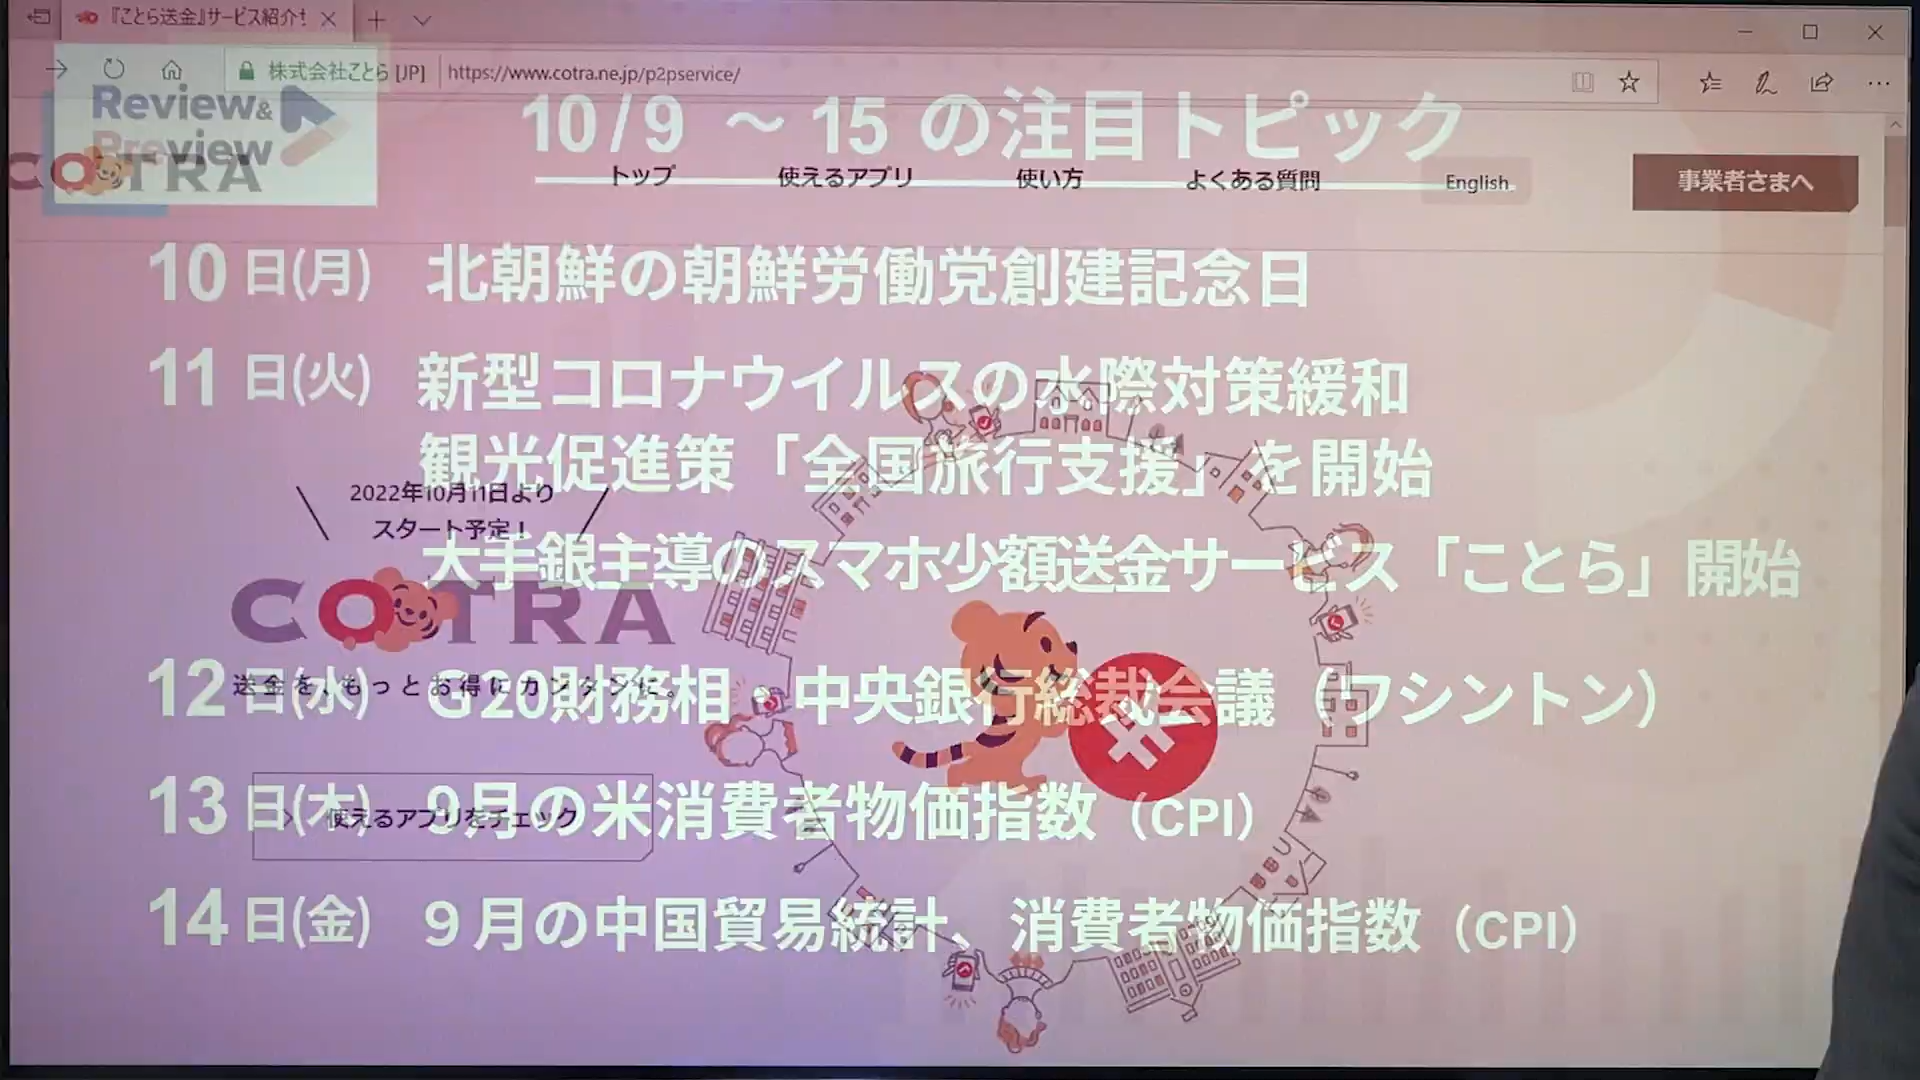 『ことら送金』サービス紹介!
株式会社ことら [JP]
https://www.cotra.ne.jp/p2pservice/
Review&
Preview
COTRA
10/9 ～ 15 の注目トピック
トップ
使えるアプリ
使い方
よくある質問
English
事業者さまへ
10日(月) 北朝鮮の朝鮮労働党創建記念日
11日(火) 新型コロナウイルスの水際対策緩和
観光促進策「全国旅行支援」を開始
2022年10月11日より
スタート予定!
大手銀主導のスマホ少額送金サービス「ことら」開始
COTRA
送金を、もっとお得にカンタンに。
12日(水) G20財務相・中央銀行総裁会議（ワシントン）
13日(木) 9月の米消費者物価指数（CPI）
使えるアプリをチェック
14日(金) 9月の中国貿易統計、消費者物価指数（CPI）